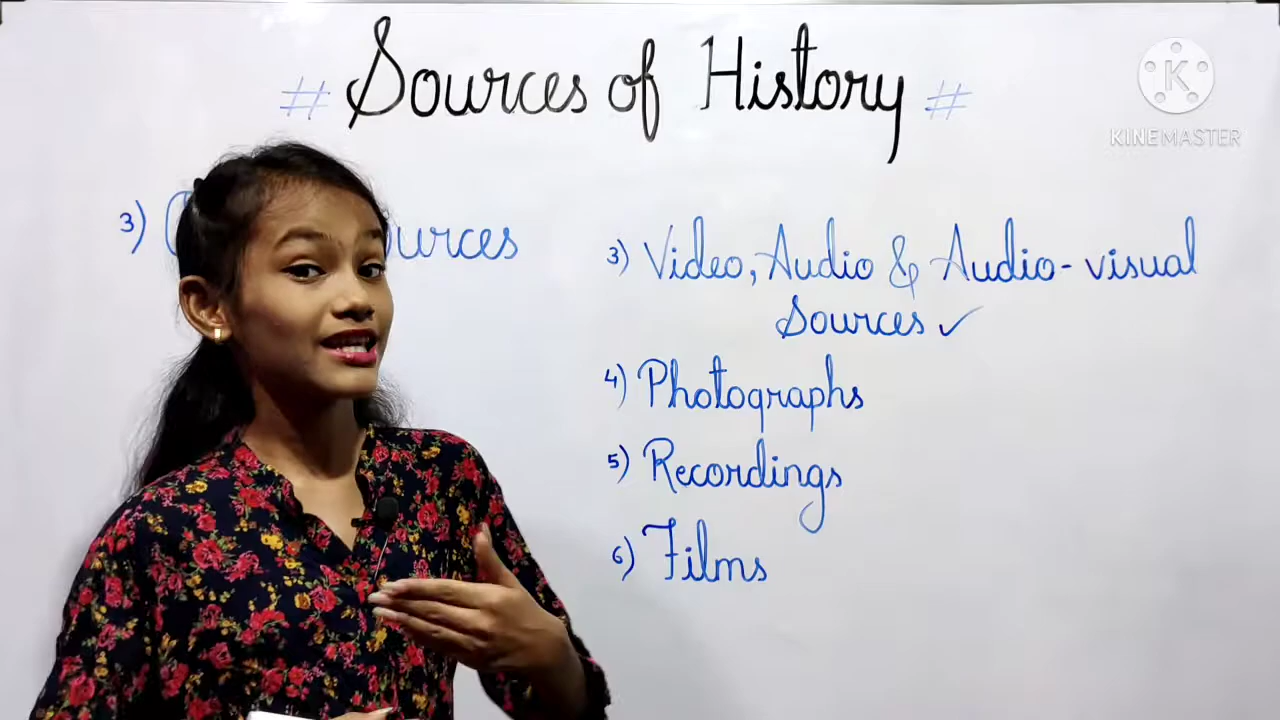 # Sources of History #
K
KINEMASTER
3) ources
3) Video, Audio & Audio-visual
Sources ✓
4) Photographs
5) Recordings
6) Films